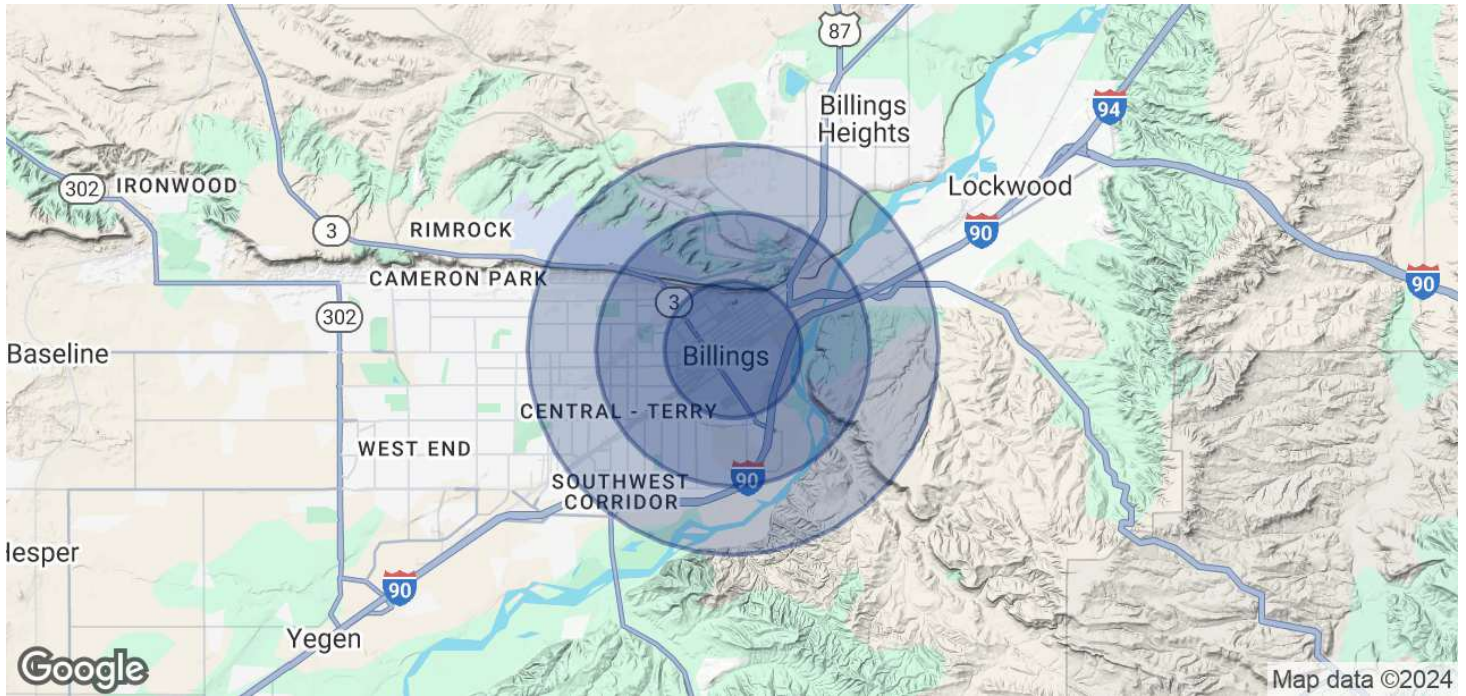 87
Billings
Heights
94
302
IRONWOOD
Lockwood
3
RIMROCK
90
CAMERON PARK
90
302
3
Baseline
Billings
CENTRAL - TERRY
WEST END
SOUTHWEST
CORRIDOR
90
Hesper
90
Yegen
Google
Map data ©2024